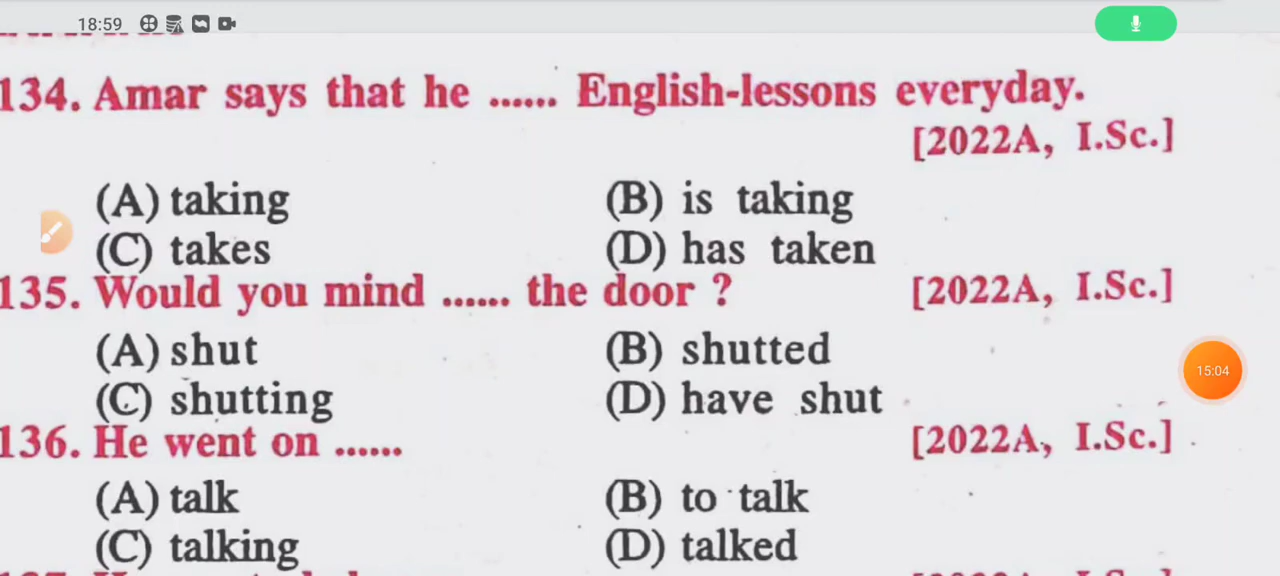 18:59
134. Amar says that he ...... English-lessons everyday.
[2022A, I.Sc.]
(A) taking (B) is taking
(C) takes (D) has taken
135. Would you mind ...... the door ? [2022A, I.Sc.]
(A) shut (B) shutted
(C) shutting (D) have shut
15:04
136. He went on ...... [2022A, I.Sc.]
(A) talk (B) to talk
(C) talking (D) talked